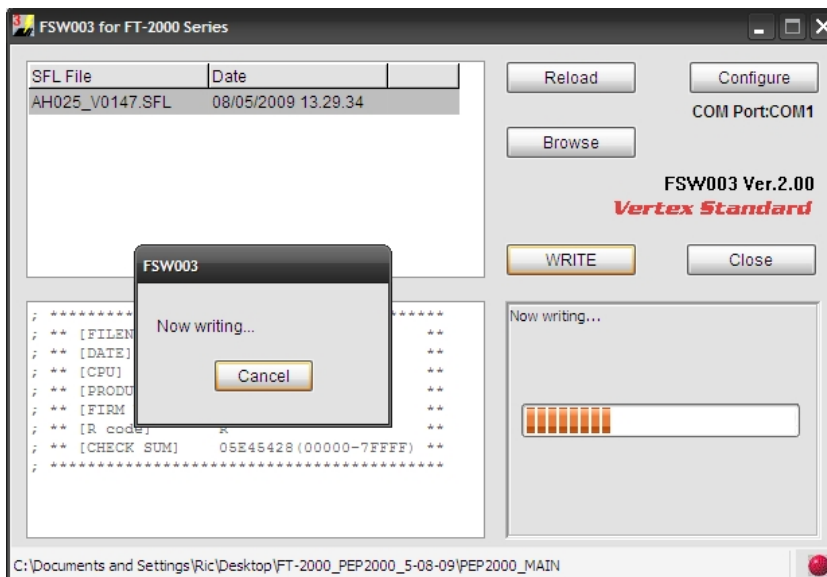 FSW003 for FT-2000 Series
SFL File Date
AH025_V0147.SFL 08/05/2009 13.29.34
Reload
Configure
COM Port:COM1
Browse
FSW003 Ver.2.00
Vertex Standard
WRITE
Close
FSW003
Now writing...
Cancel
; ******************************************
; ** [FILEN **
; ** [DATE] **
; ** [CPU] **
; ** [PRODU **
; ** [FIRM **
; ** [R code] R **
; ** [CHECK SUM] 05E45428(00000-7FFFF) **
; ******************************************
Now writing...
C:\Documents and Settings\Ric\Desktop\FT-2000_PEP2000_5-08-09\PEP2000_MAIN